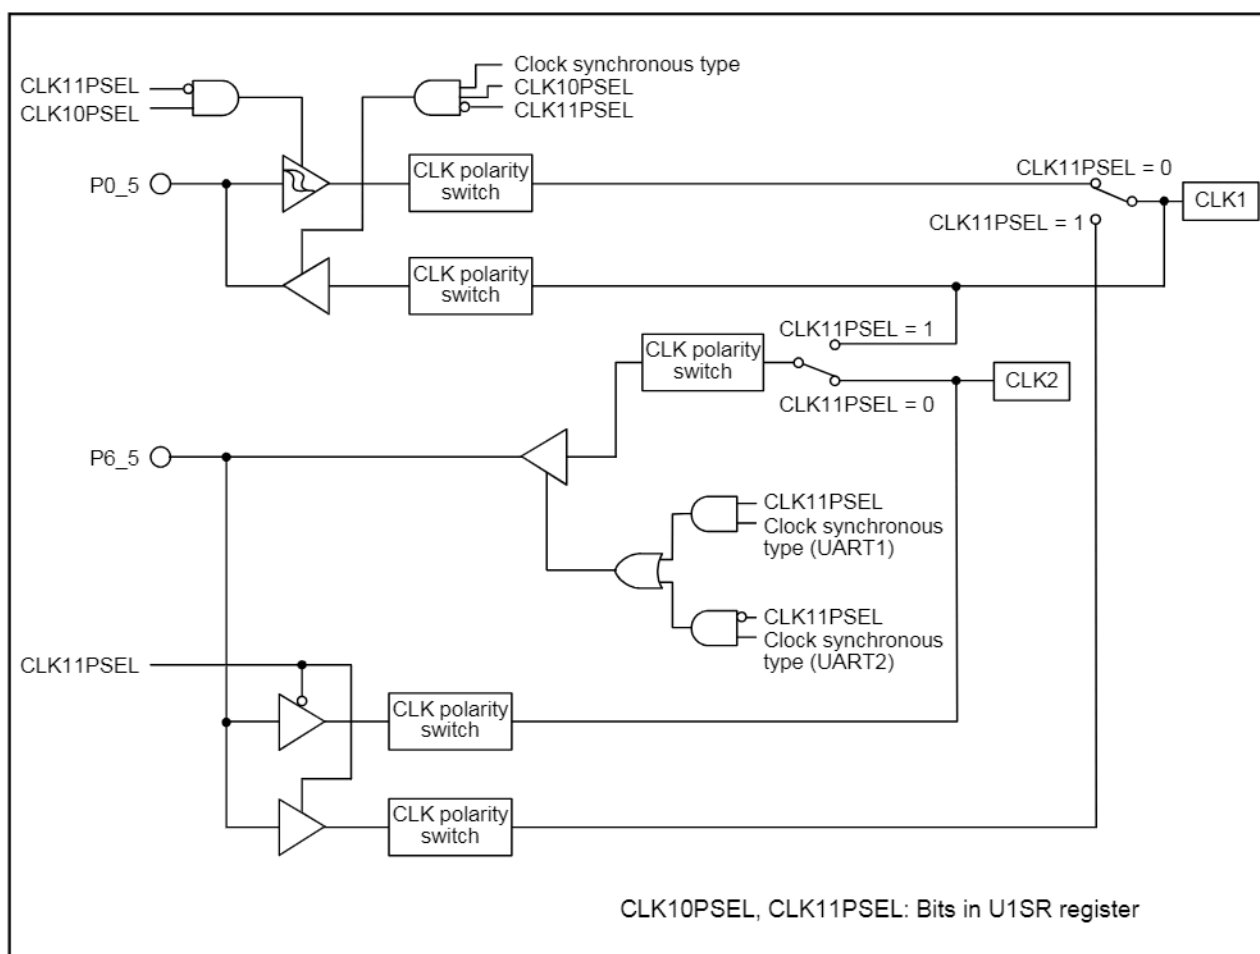 Clock synchronous type
CLK11PSEL
CLK10PSEL
CLK10PSEL
CLK11PSEL
CLK polarity
switch
CLK11PSEL = 0
P0_5
CLK1
CLK11PSEL = 1
CLK polarity
switch
CLK11PSEL = 1
CLK polarity
switch
CLK2
CLK11PSEL = 0
P6_5
CLK11PSEL
Clock synchronous
type (UART1)
CLK11PSEL
Clock synchronous
type (UART2)
CLK11PSEL
CLK polarity
switch
CLK polarity
switch
CLK10PSEL, CLK11PSEL: Bits in U1SR register